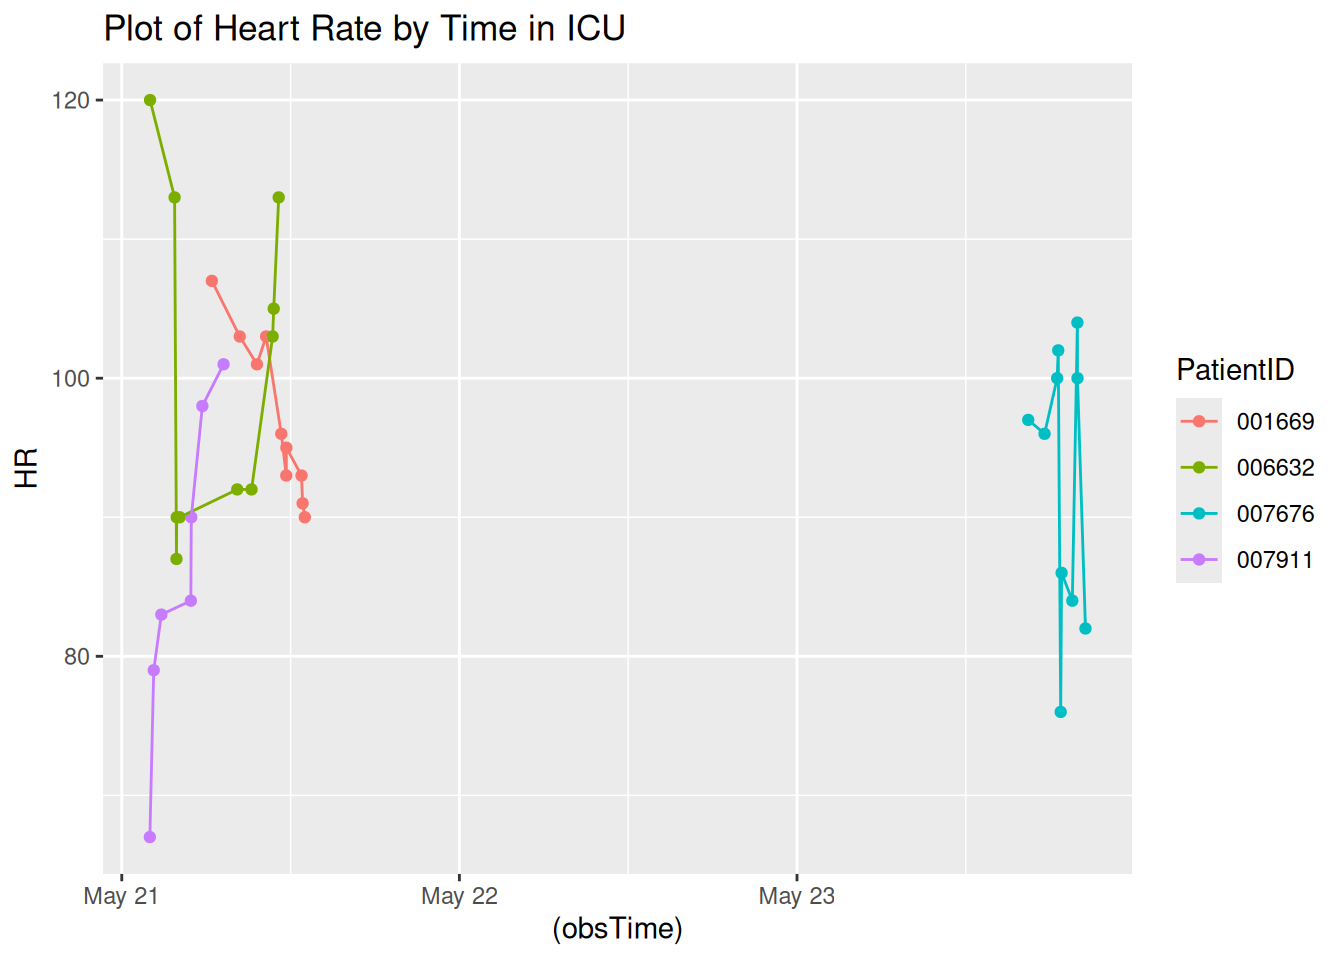 Plot of Heart Rate by Time in ICU
120
100
80
HR
May 21
May 22
May 23
(obsTime)
PatientID
001669
006632
007676
007911